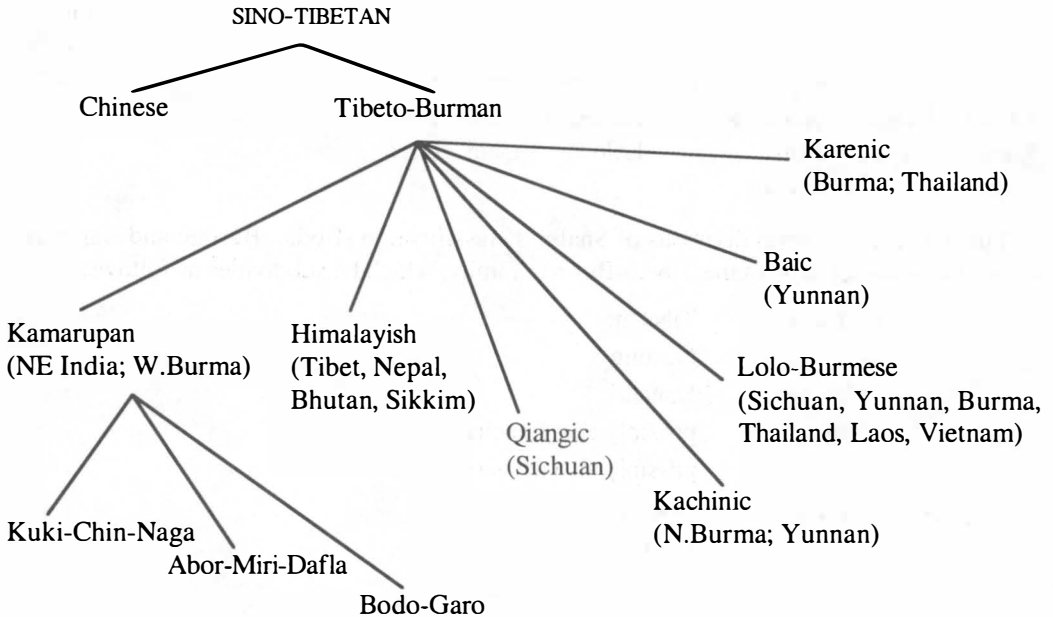 SINO-TIBETAN
Chinese
Tibeto-Burman
Karenic
(Burma; Thailand)
Baic
(Yunnan)
Kamarupan
(NE India; W.Burma)
Himalayish
(Tibet, Nepal,
Bhutan, Sikkim)
Lolo-Burmese
(Sichuan, Yunnan, Burma,
Thailand, Laos, Vietnam)
Qiangic
(Sichuan)
Kachinic
(N.Burma; Yunnan)
Kuki-Chin-Naga
Abor-Miri-Dafla
Bodo-Garo